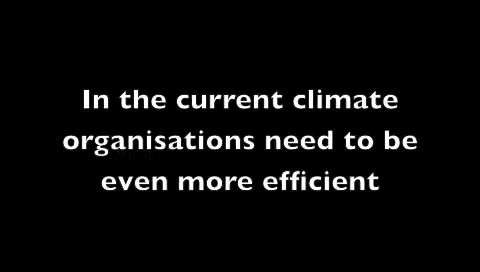 In the current climate
organisations need to be
even more efficient